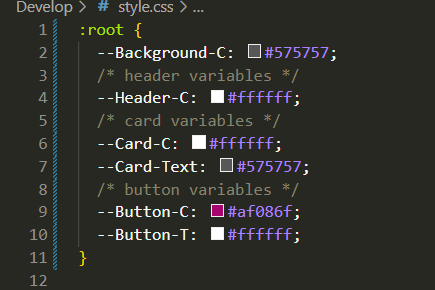 Develop > # style.css > ...
1 :root {
2 --Background-C: #575757;
3 /* header variables */
4 --Header-C: #ffffff;
5 /* card variables */
6 --Card-C: #ffffff;
7 --Card-Text: #575757;
8 /* button variables */
9 --Button-C: #af086f;
10 --Button-T: #ffffff;
11 }
12